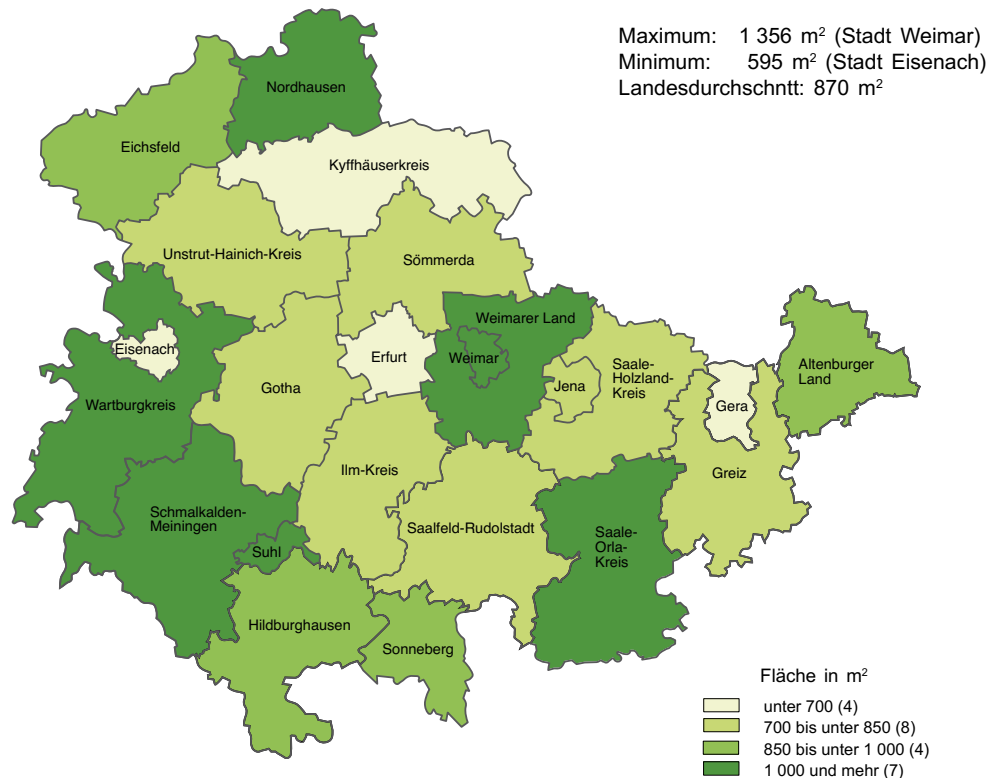 Maximum: 1 356 m² (Stadt Weimar)
Minimum: 595 m² (Stadt Eisenach)
Landesdurchschntt: 870 m²
Nordhausen
Eichsfeld
Kyffhäuserkreis
Unstrut-Hainich-Kreis
Sömmerda
Weimarer Land
Eisenach
Erfurt
Weimar
Saale-
Holzland-
Kreis
Altenburger
Land
Gotha
Jena
Wartburgkreis
Gera
Ilm-Kreis
Greiz
Schmalkalden-
Meiningen
Saalfeld-Rudolstadt
Saale-
Orla-
Kreis
Suhl
Hildburghausen
Sonneberg
Fläche in m²
unter 700 (4)
700 bis unter 850 (8)
850 bis unter 1 000 (4)
1 000 und mehr (7)